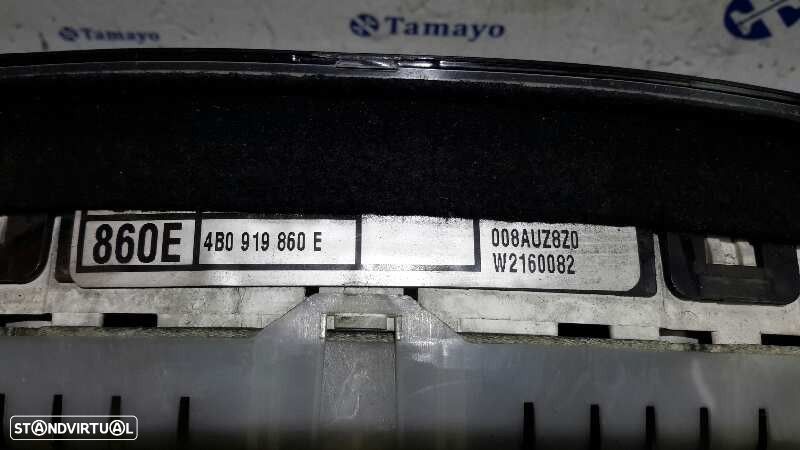 Tamayo
Tamayo
860E
4B0 919 860 E
008AUZ8Z0
W2160082
STANDVIRTUAL